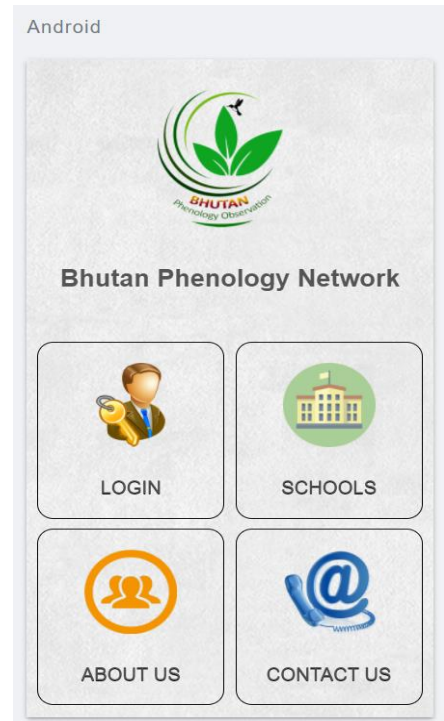 Android
BHUTAN
Phenology Observation
Bhutan Phenology Network
LOGIN
SCHOOLS
ABOUT US
CONTACT US